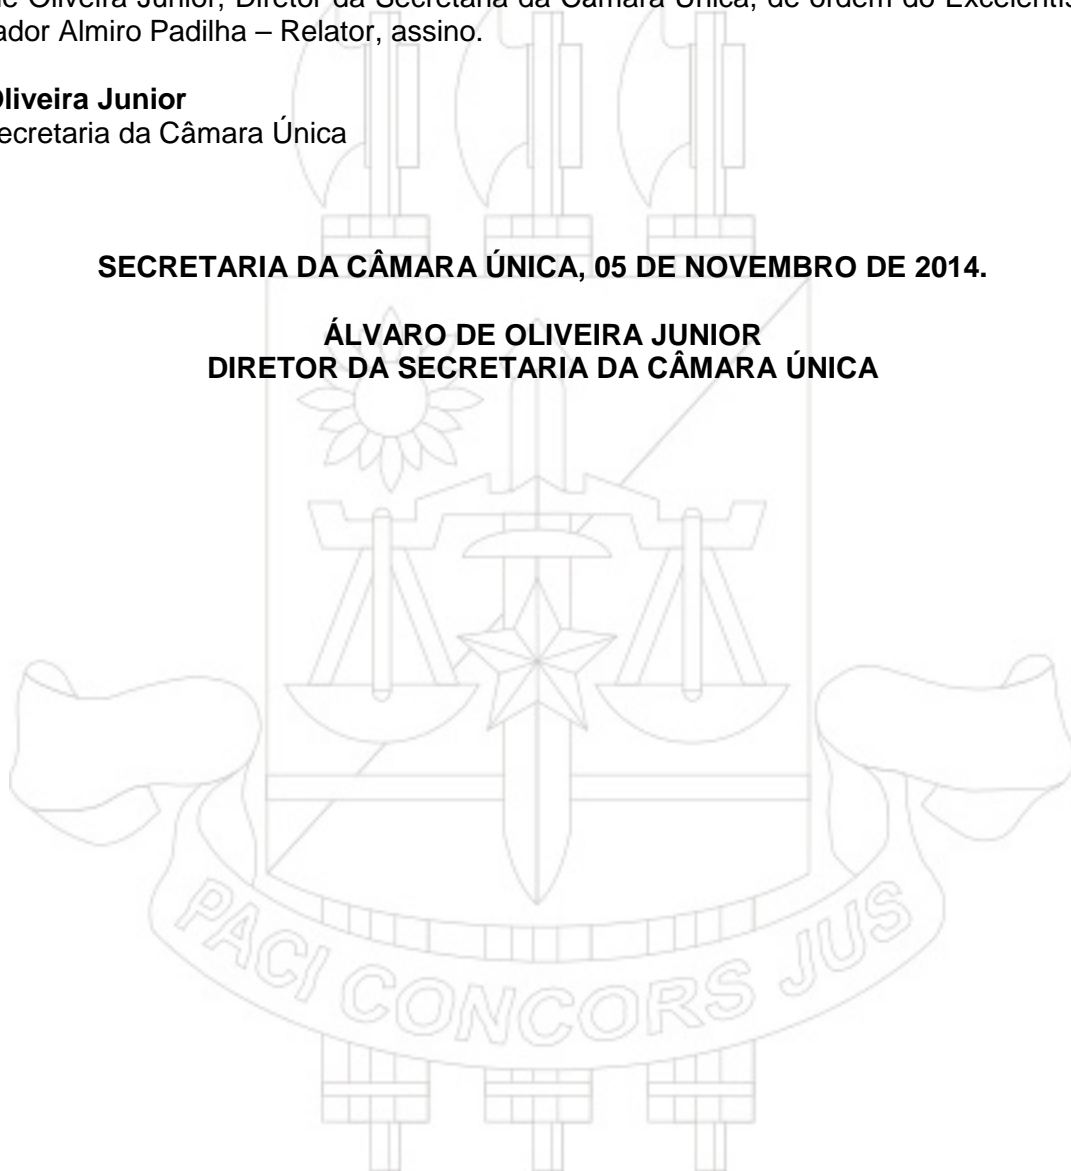 e Oliveira Junior, Diretor da Secretaria da Câmara Única, de ordem do Excelentís
ador Almiro Padilha – Relator, assino.
Oliveira Junior
ecretaria da Câmara Única
SECRETARIA DA CÂMARA ÚNICA, 05 DE NOVEMBRO DE 2014.
ÁLVARO DE OLIVEIRA JUNIOR
DIRETOR DA SECRETARIA DA CÂMARA ÚNICA
PACI CONCORS JUS